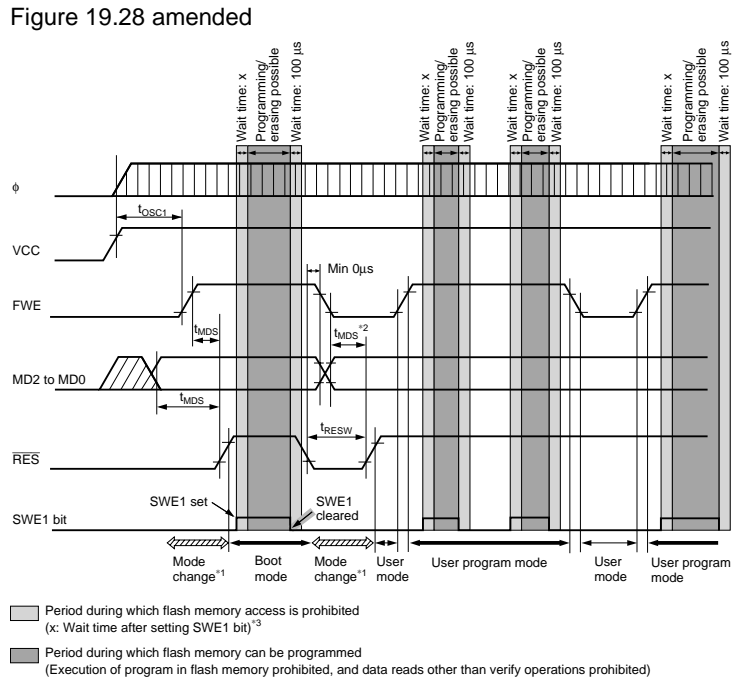 Figure 19.28 amended
Wait time: x
Programming/
erasing possible
Wait time: 100 µs
Wait time: x
Programming/
erasing possible
Wait time: 100 µs
Wait time: x
Programming/
erasing possible
Wait time: 100 µs
Wait time: x
Programming/
erasing possible
Wait time: 100 µs
φ
tOSC1
VCC
Min 0µs
FWE
tMDS
tMDS*2
MD2 to MD0
tMDS
tRESW
RES
SWE1 set
SWE1
cleared
SWE1 bit
Mode
change*1
Boot
mode
Mode
change*1
User
mode
User program mode
User
mode
User program
mode
Period during which flash memory access is prohibited
(x: Wait time after setting SWE1 bit)*3
Period during which flash memory can be programmed
(Execution of program in flash memory prohibited, and data reads other than verify operations prohibited)